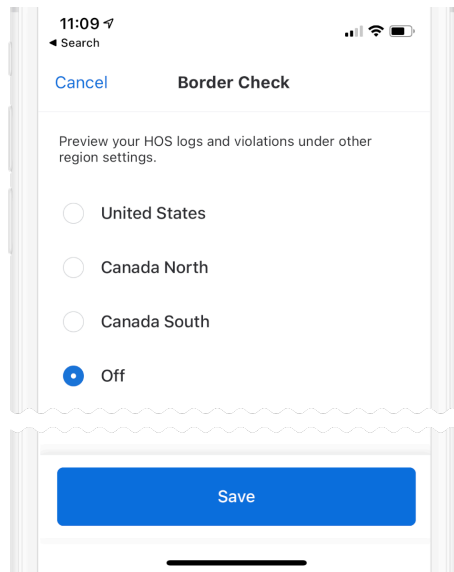 11:09
◀ Search
Cancel Border Check
Preview your HOS logs and violations under other
region settings.
United States
Canada North
Canada South
Off
Save